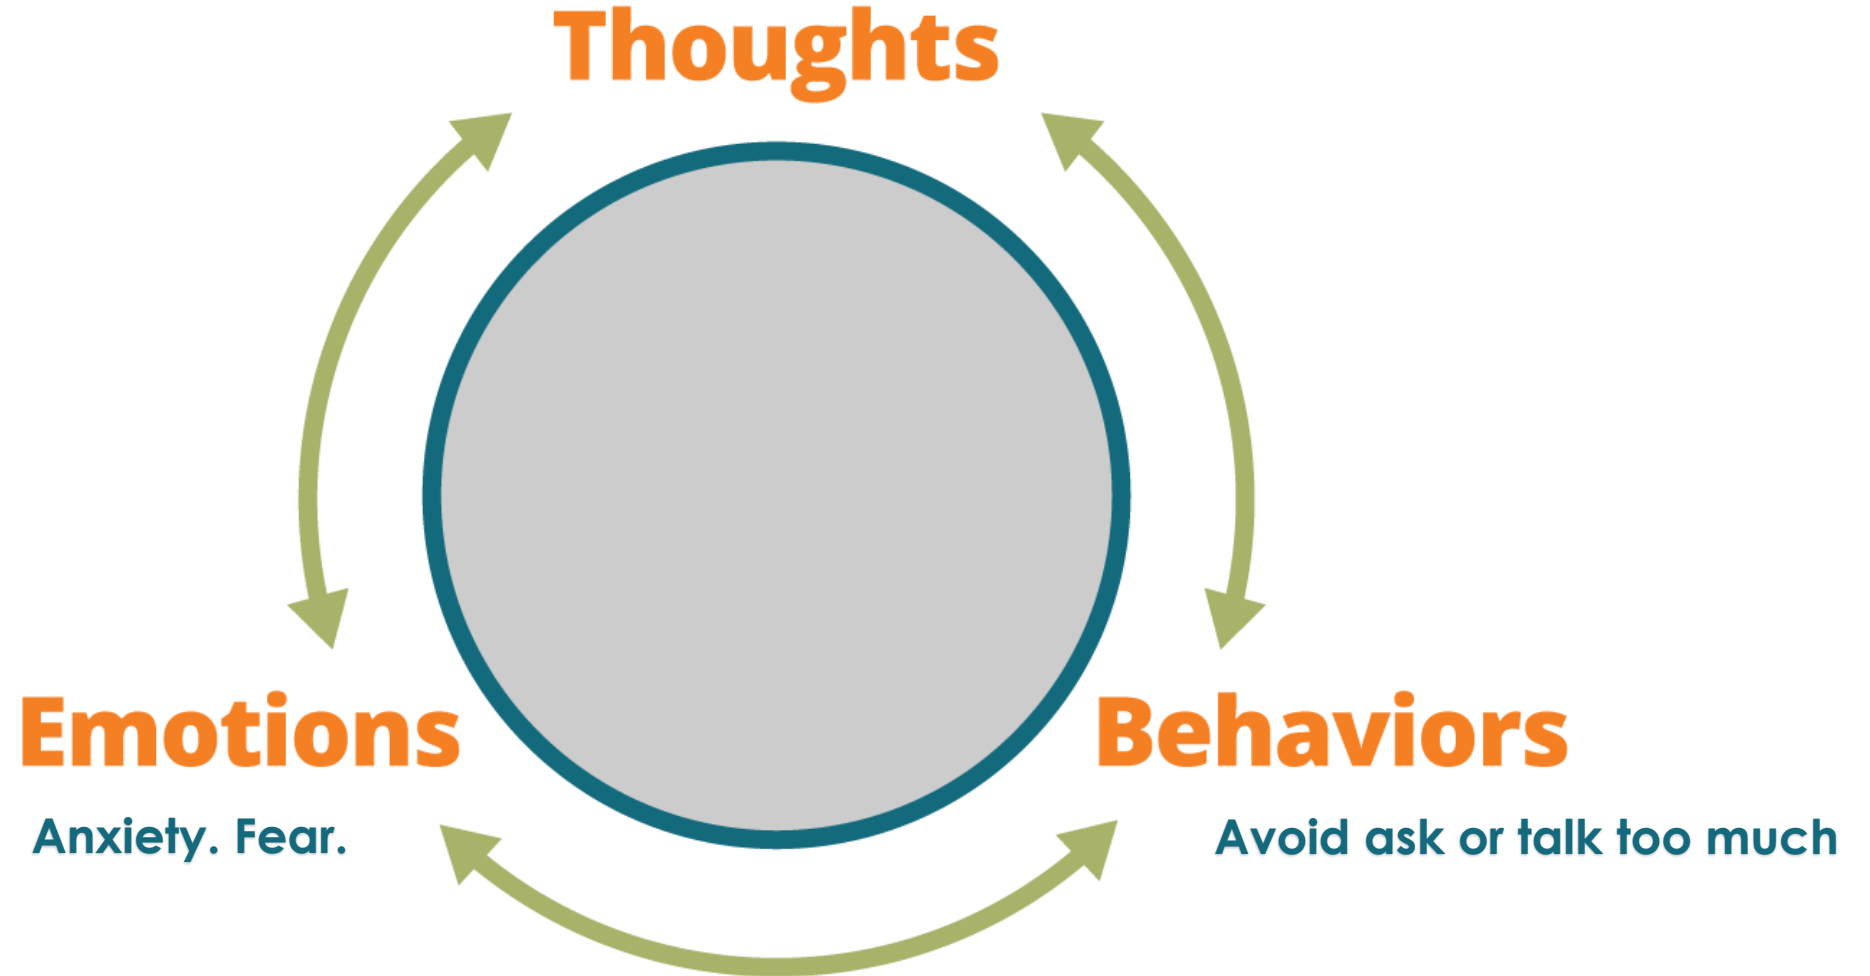 Thoughts
Emotions
Behaviors
Anxiety. Fear.
Avoid ask or talk too much